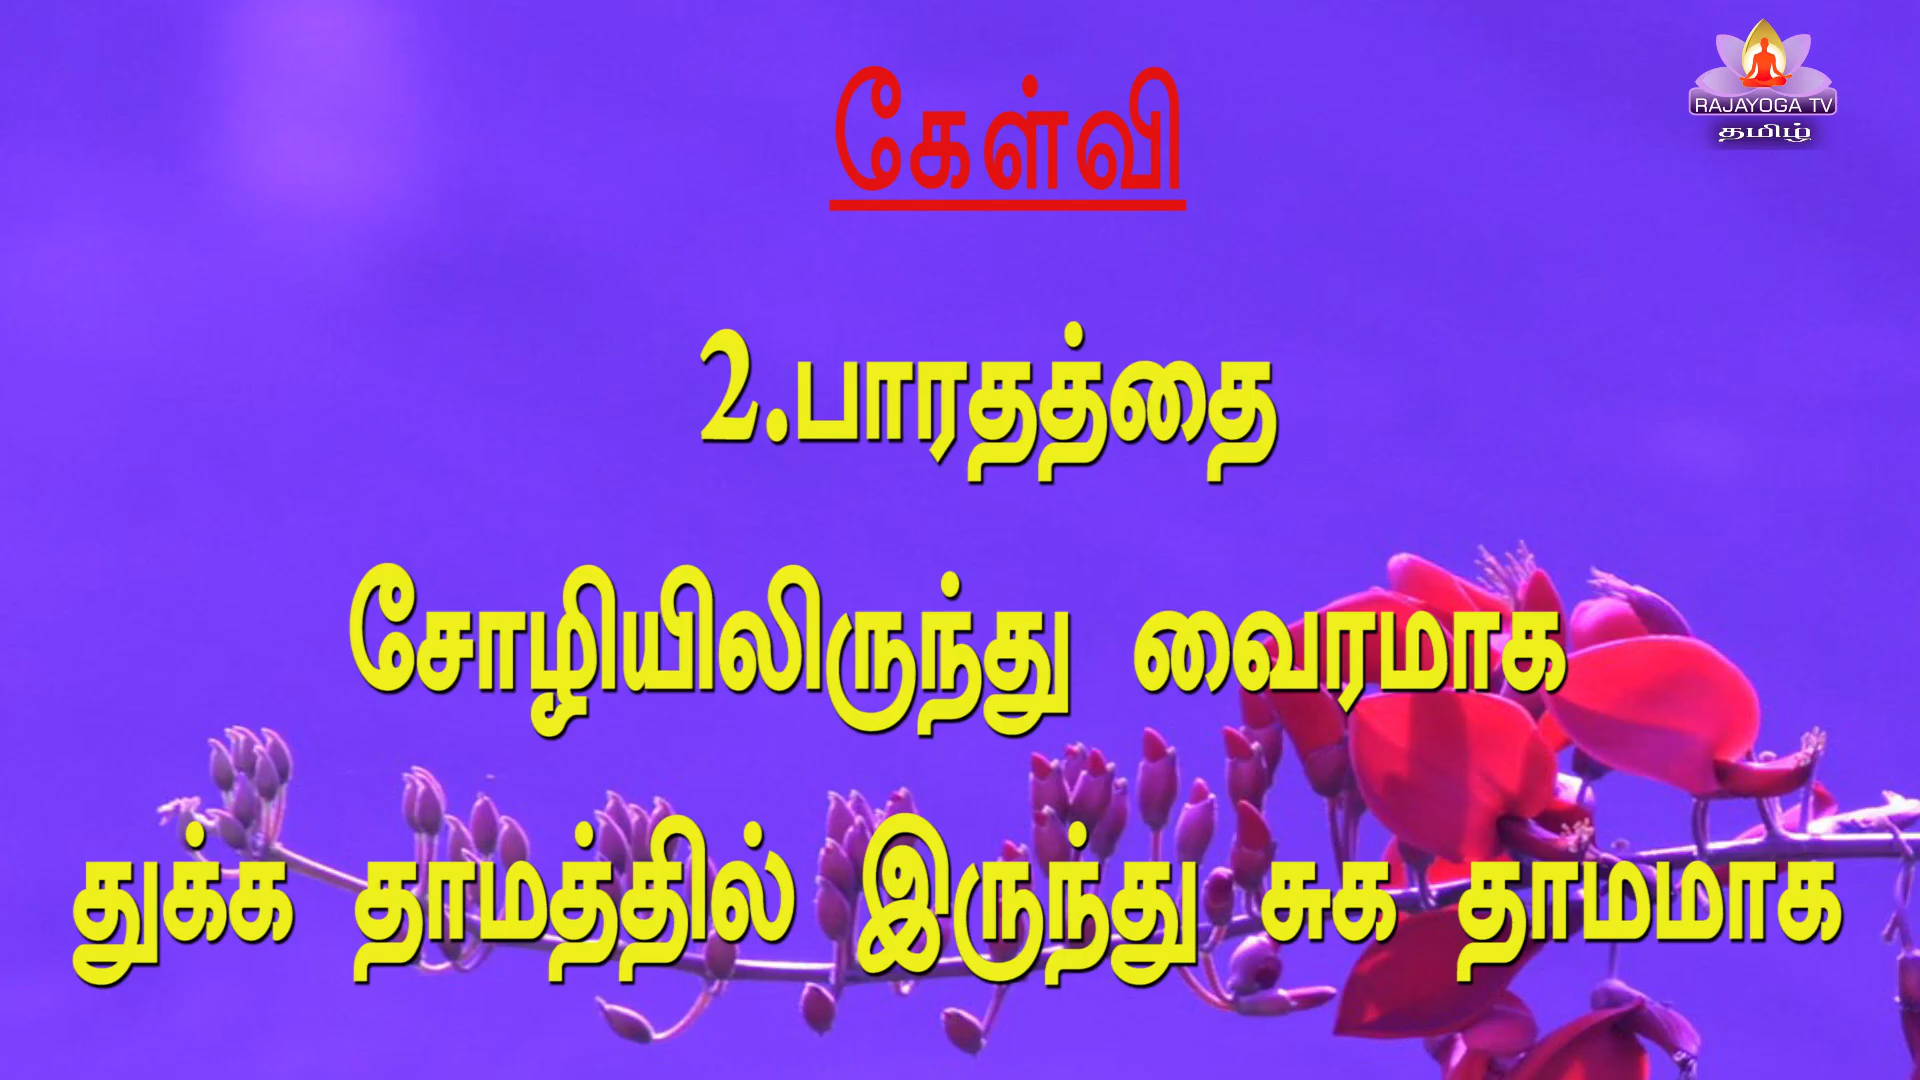 RAJAYOGA TV
தமிழ்
கேள்வி
2.பாரதத்தை
சோழியிலிருந்து வைரமாக
துக்க தாமத்தில் இருந்து சுக தாமமாக